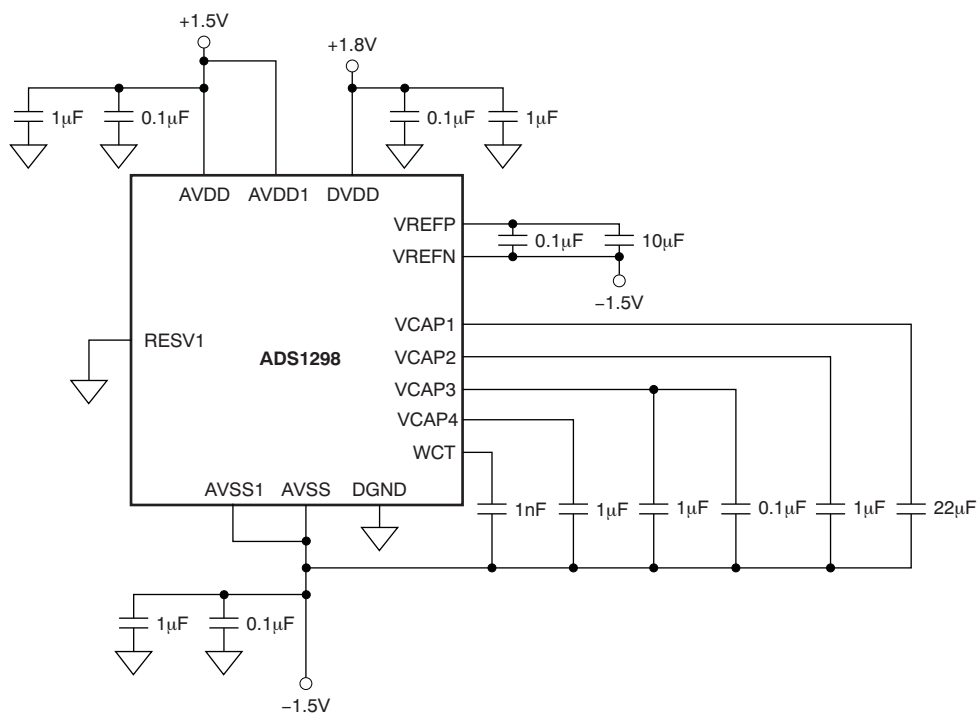 +1.5V
+1.8V
1μF 0.1μF 0.1μF 1μF
AVDD AVDD1 DVDD
VREFP
0.1μF 10μF
VREFN
−1.5V
VCAP1
RESV1
VCAP2
ADS1298
VCAP3
VCAP4
WCT
AVSS1 AVSS DGND
1nF 1μF 1μF 0.1μF 1μF 22μF
1μF 0.1μF
−1.5V